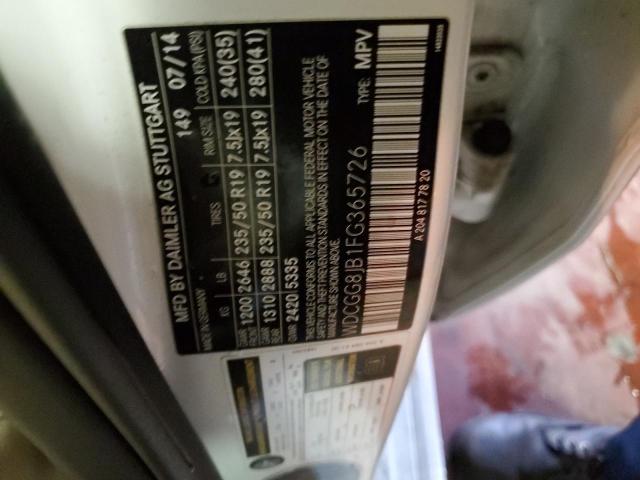 MFD BY DAIMLER AG STUTTGART
MADE IN GERMANY 149 07/14
KG LB TIRES RIM SIZE COLD KPA (PSI)
GAWR FRONT 1200 2646 235/50 R19 7.5Jx19 240(35)
GAWR REAR 1310 2888 235/50 R19 7.5Jx19 280(41)
GVWR 2420 5335
THIS VEHICLE CONFORMS TO ALL APPLICABLE FEDERAL MOTOR VEHICLE
SAFETY AND THEFT PREVENTION STANDARDS IN EFFECT ON THE DATE OF
MANUFACTURE SHOWN ABOVE.
TYPE: MPV
WDCGG8JB1FG365726
A 204 817 78 20